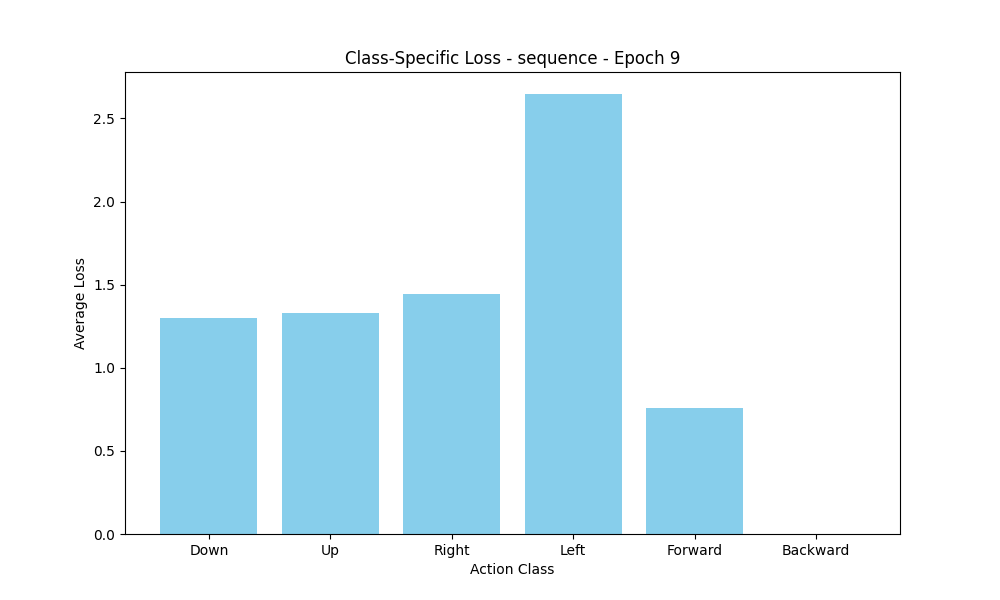 Class-Specific Loss - sequence - Epoch 9
Average Loss
2.5
2.0
1.5
1.0
0.5
0.0
Down Up Right Left Forward Backward
Action Class